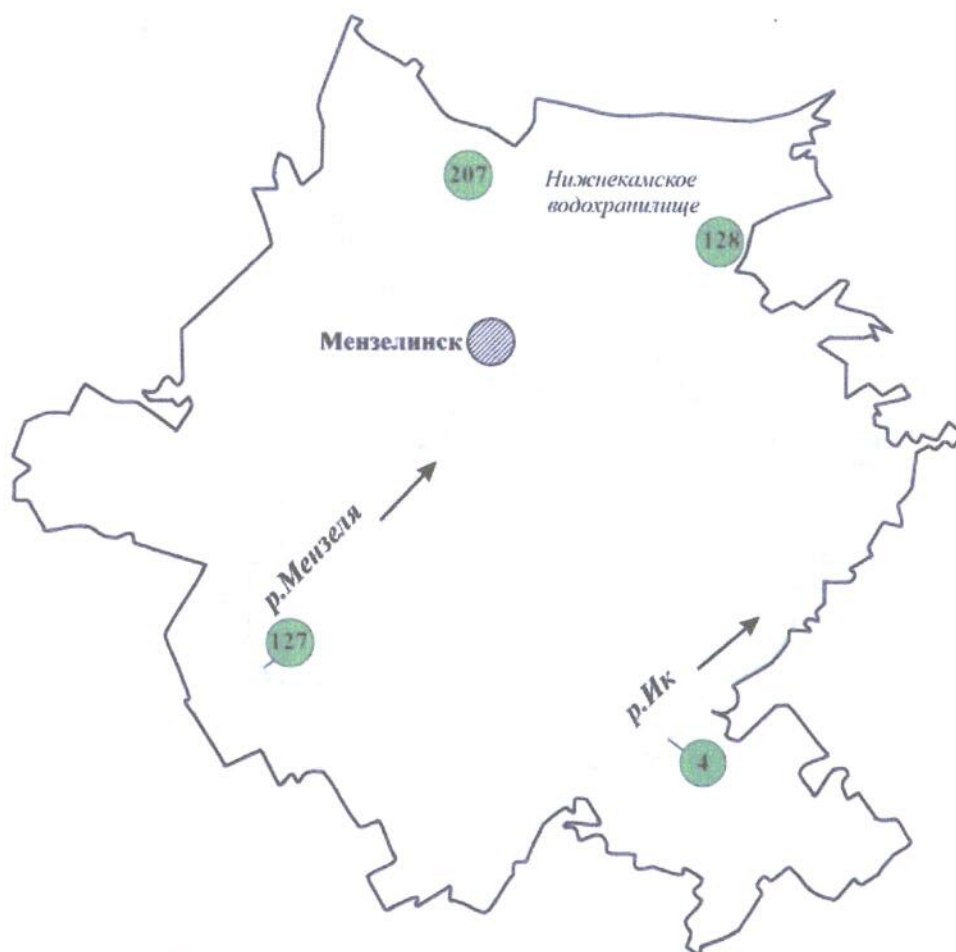 207
Нижнекамское
водохранилище
128
Мензелинск
р.Мензеля
127
р.Ик
4